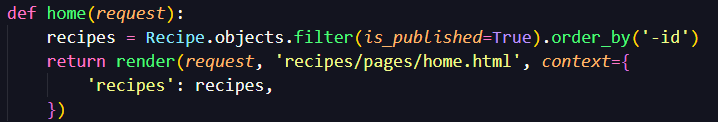 def home(request):
    recipes = Recipe.objects.filter(is_published=True).order_by('-id')
    return render(request, 'recipes/pages/home.html', context={
        'recipes': recipes,
    })